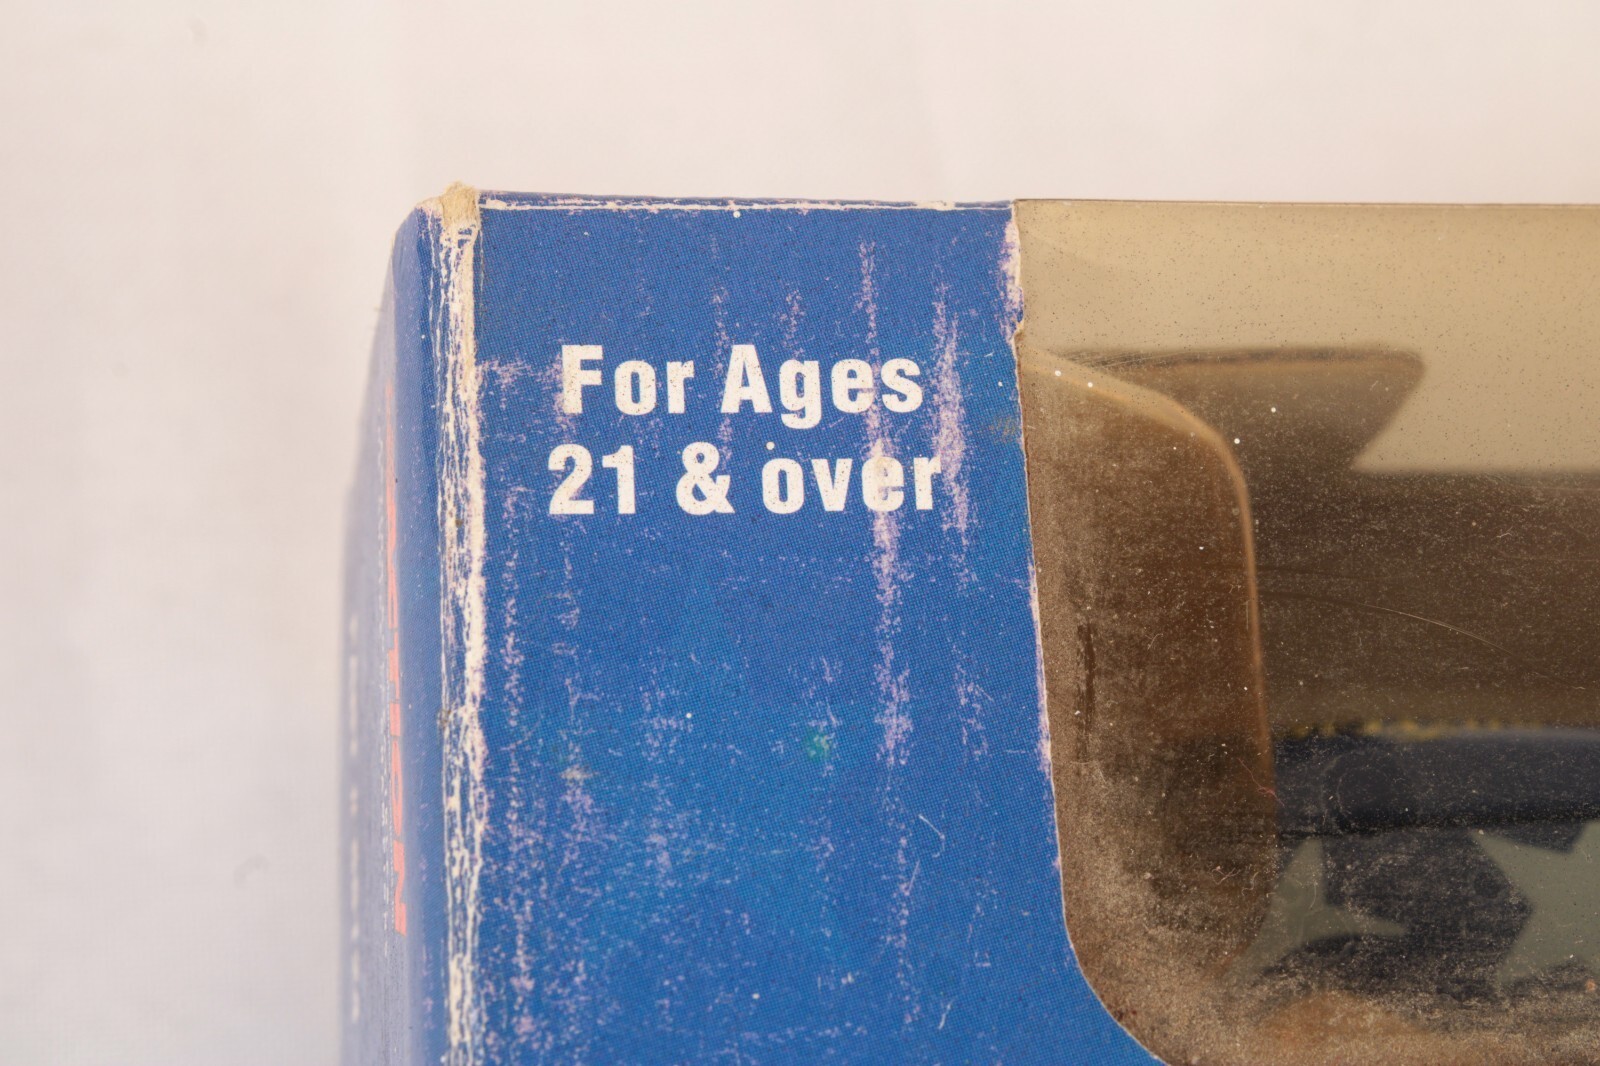 For Ages
21 & over